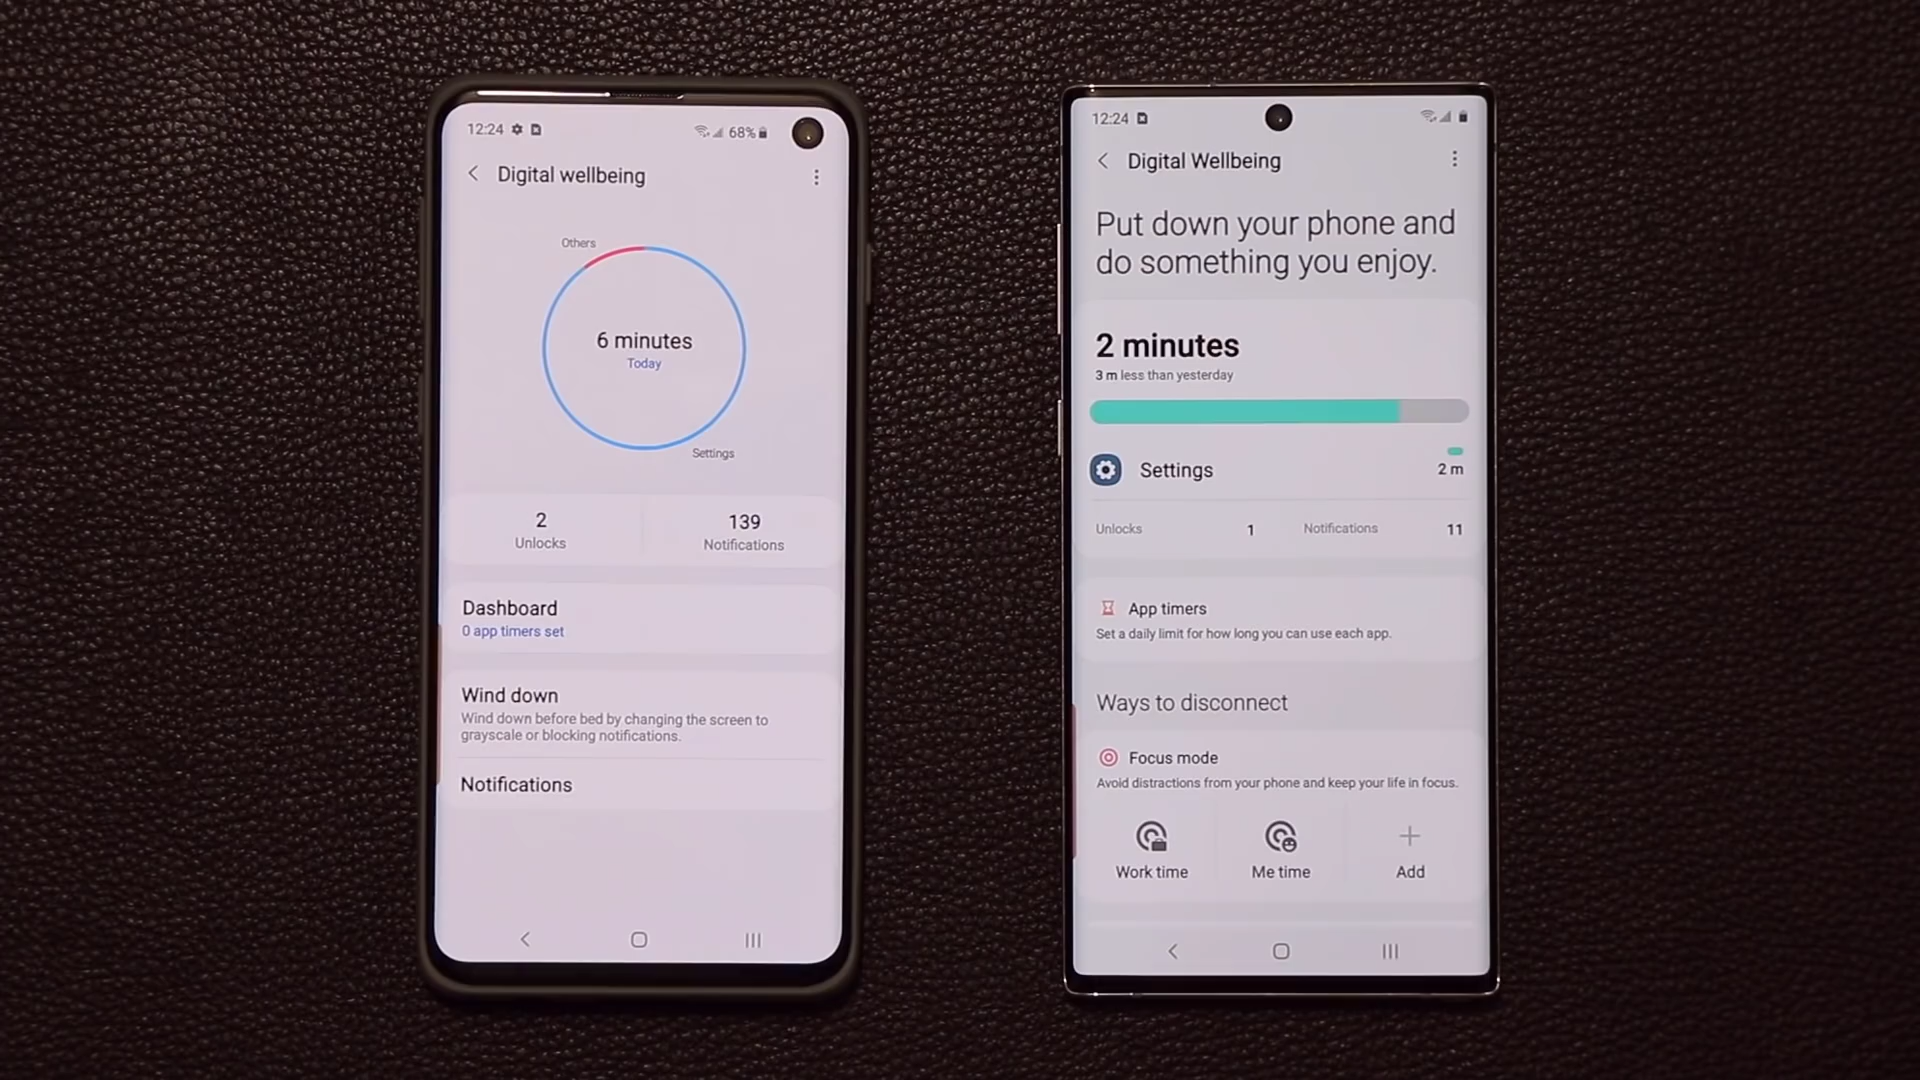 12:24
68%
Digital wellbeing
Others
6 minutes
Today
Settings
2
Unlocks
139
Notifications
Dashboard
0 app timers set
Wind down
Wind down before bed by changing the screen to
grayscale or blocking notifications.
Notifications
12:24
Digital Wellbeing
Put down your phone and
do something you enjoy.
2 minutes
3 m less than yesterday
Settings
2 m
Unlocks 1 Notifications 11
App timers
Set a daily limit for how long you can use each app.
Ways to disconnect
Focus mode
Avoid distractions from your phone and keep your life in focus.
Work time
Me time
Add